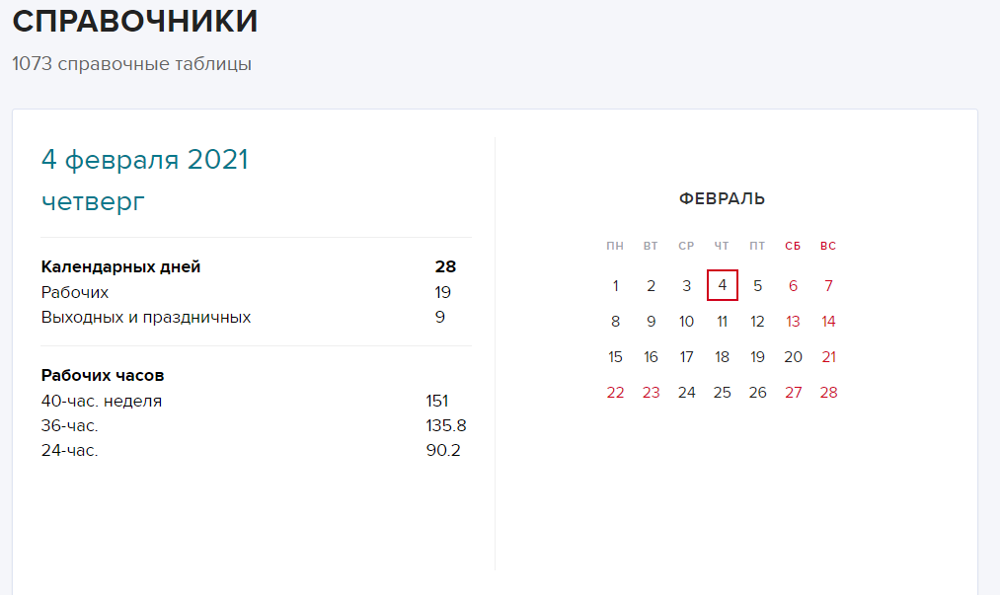 СПРАВОЧНИКИ
1073 справочные таблицы
4 февраля 2021
четверг
Календарных дней 28
Рабочих 19
Выходных и праздничных 9
Рабочих часов
40-час. неделя 151
36-час. 135.8
24-час. 90.2
ФЕВРАЛЬ
ПН ВТ СР ЧТ ПТ СБ ВС
1 2 3 4 5 6 7
8 9 10 11 12 13 14
15 16 17 18 19 20 21
22 23 24 25 26 27 28